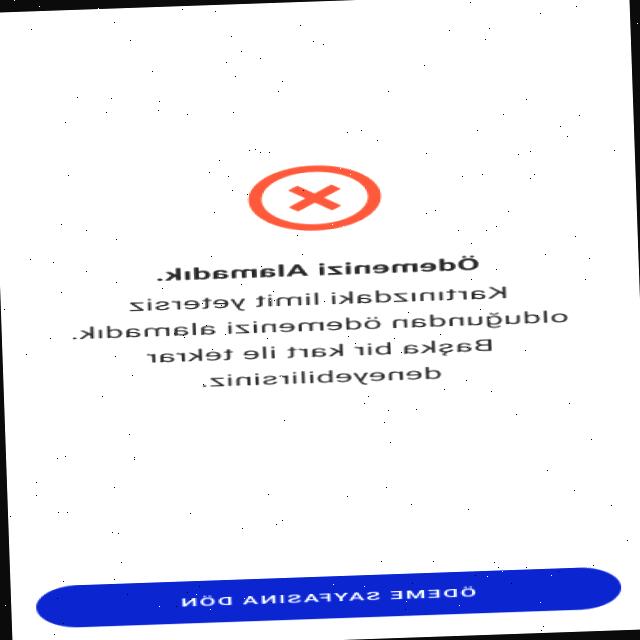 Ödemenizi Alamadık.
Kartınızdaki limit yetersiz
olduğundan ödemenizi alamadık.
Başka bir kart ile tekrar
deneyebilirsiniz.
ÖDEME SAYFASINA DÖN